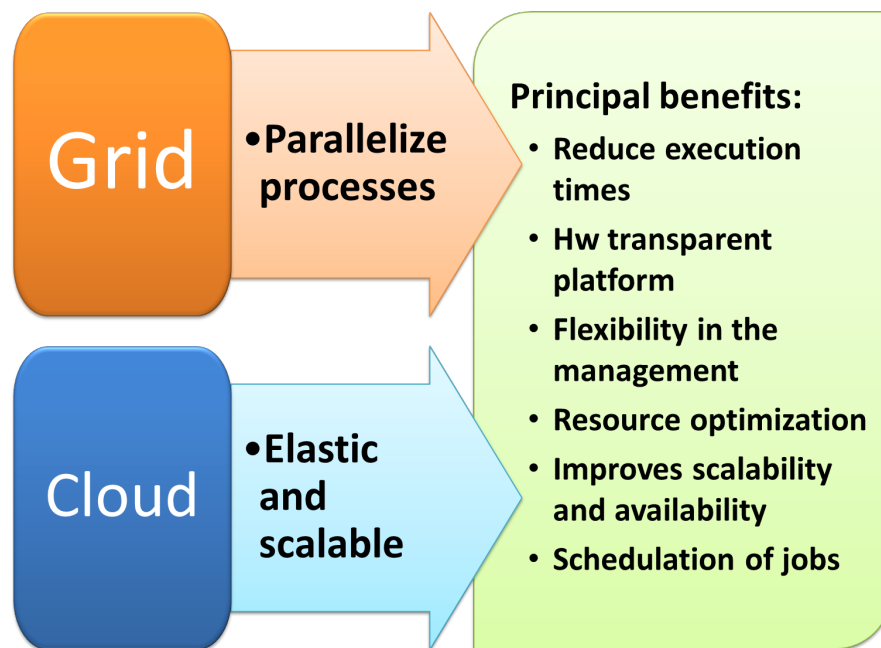 Grid
•Parallelize
processes
Cloud
•Elastic
and
scalable
Principal benefits:
• Reduce execution
times
• Hw transparent
platform
• Flexibility in the
management
• Resource optimization
• Improves scalability
and availability
• Schedulation of jobs